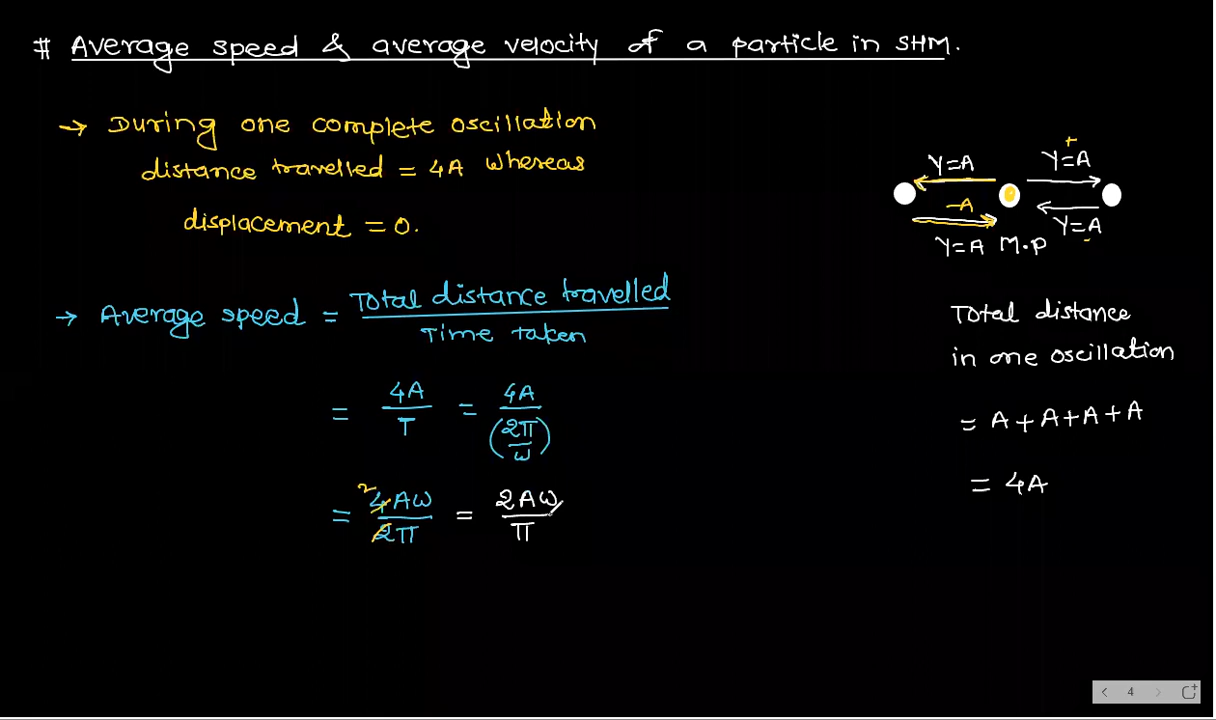 # Average speed & average velocity of a particle in SHM.
→ During one complete oscillation
distance travelled = 4A whereas
displacement = 0.
→ Average speed = Total distance travelled / Time taken
= 4A / T = 4A / (2π/ω)
= 4Aω / 2π = 2Aω / π
2
+
Y=A
Y=A
-A
Y=A
-
Y=A M.P
Total distance
in one oscillation
= A + A + A + A
= 4A
4